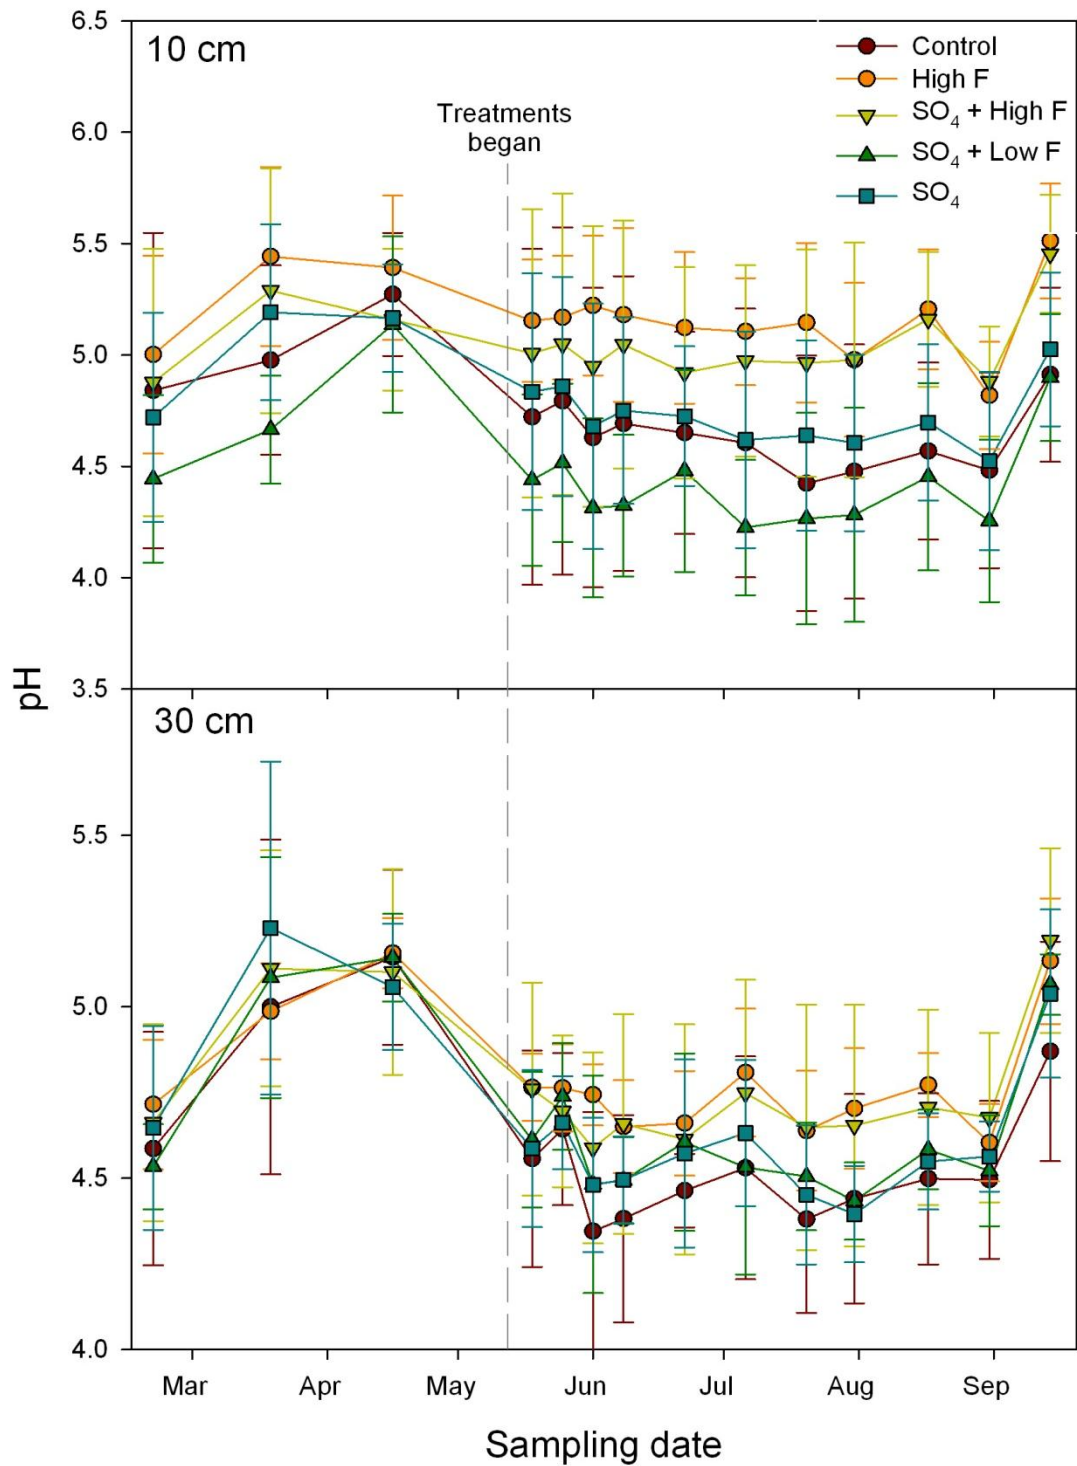 10 cm
Treatments
began
Control
High F
SO₄ + High F
SO₄ + Low F
SO₄
6.5
6.0
5.5
5.0
4.5
4.0
3.5
pH
30 cm
5.5
5.0
4.5
4.0
Mar Apr May Jun Jul Aug Sep
Sampling date